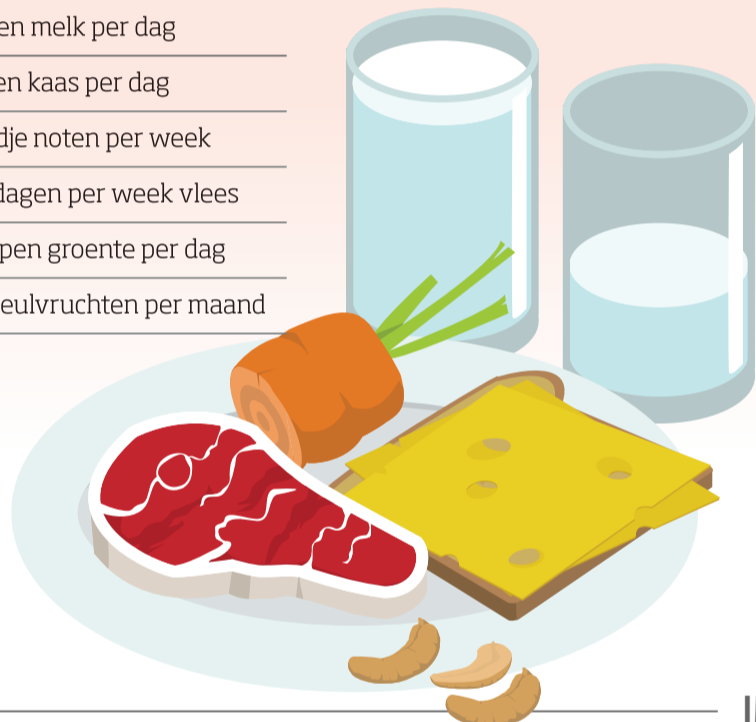 en melk per dag
en kaas per dag
dje noten per week
dagen per week vlees
pen groente per dag
eulvruchten per maand